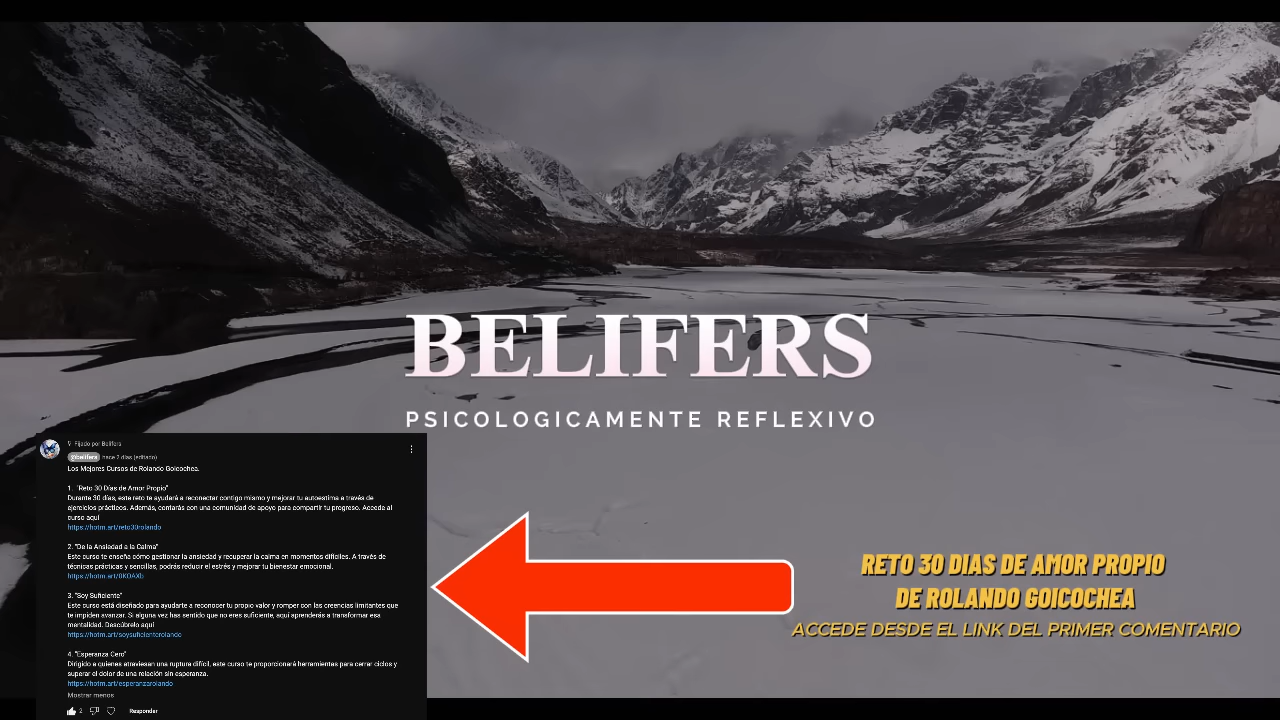 BELIFERS
PSICOLOGICAMENTE REFLEXIVO
Fijado por Belifers
@belifers hace 2 días (editado)
Los Mejores Cursos de Rolando Goicochea.
1. "Reto 30 Días de Amor Propio"
Durante 30 días, este reto te ayudará a reconectar contigo mismo y mejorar tu autoestima a través de
ejercicios prácticos. Además, contarás con una comunidad de apoyo para compartir tu progreso. Accede al
curso aquí
https://hotm.art/reto30rolando
2. "De la Ansiedad a la Calma"
Este curso te enseña cómo gestionar la ansiedad y recuperar la calma en momentos difíciles. A través de
técnicas prácticas y sencillas, podrás reducir el estrés y mejorar tu bienestar emocional.
https://hotm.art/0KOAXb
3. "Soy Suficiente"
Este curso está diseñado para ayudarte a reconocer tu propio valor y romper con las creencias limitantes que
te impiden avanzar. Si alguna vez has sentido que no eres suficiente, aquí aprenderás a transformar esa
mentalidad. Descúbrelo aquí
https://hotm.art/soysuficienterolando
4. "Esperanza Cero"
Dirigido a quienes atraviesan una ruptura difícil, este curso te proporcionará herramientas para cerrar ciclos y
superar el dolor de una relación sin esperanza.
https://hotm.art/esperanzarolando
Mostrar menos
2 Responder
RETO 30 DIAS DE AMOR PROPIO
DE ROLANDO GOICOCHEA
ACCEDE DESDE EL LINK DEL PRIMER COMENTARIO